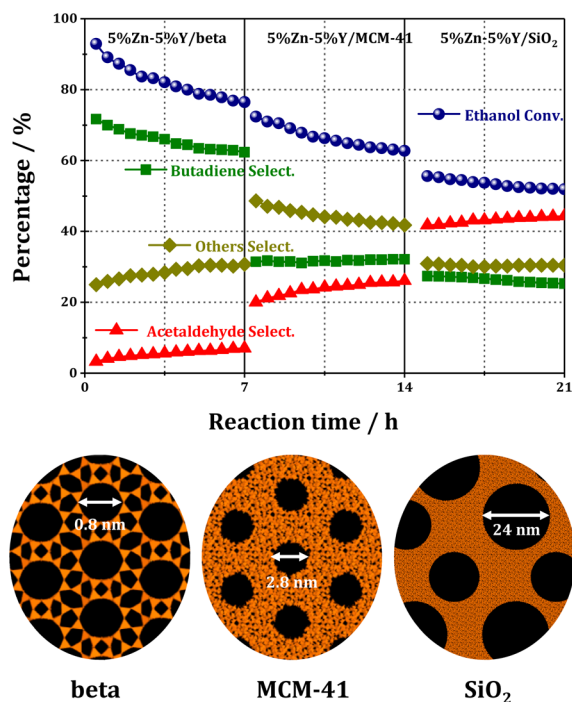 5%Zn-5%Y/beta 5%Zn-5%Y/MCM-41 5%Zn-5%Y/SiO₂
100
80
60
40
20
0
Percentage / %
Ethanol Conv.
Butadiene Select.
Others Select.
Acetaldehyde Select.
0 7 14 21
Reaction time / h
0.8 nm 2.8 nm 24 nm
beta MCM-41 SiO₂